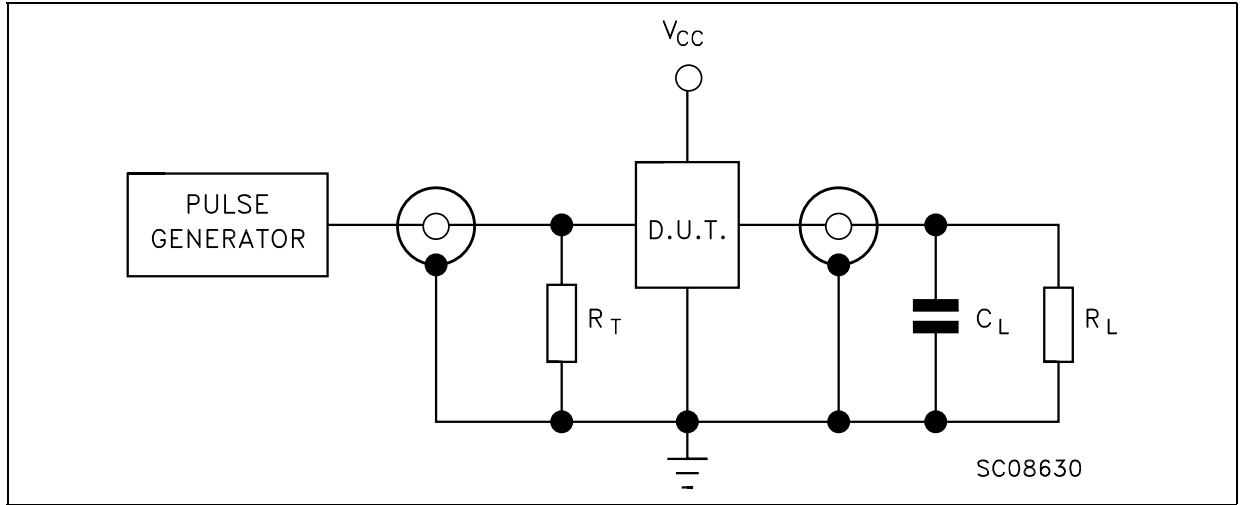 VCC
PULSE
GENERATOR
D.U.T.
RT
CL
RL
SC08630